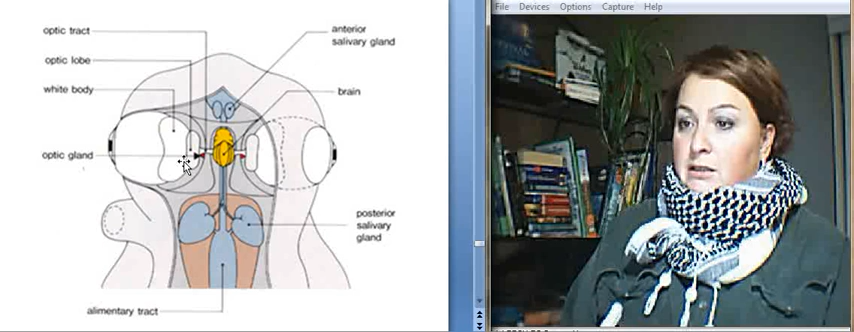 optic tract
optic lobe
white body
optic gland
anterior
salivary gland
brain
posterior
salivary
gland
alimentary tract
File Devices Options Capture Help